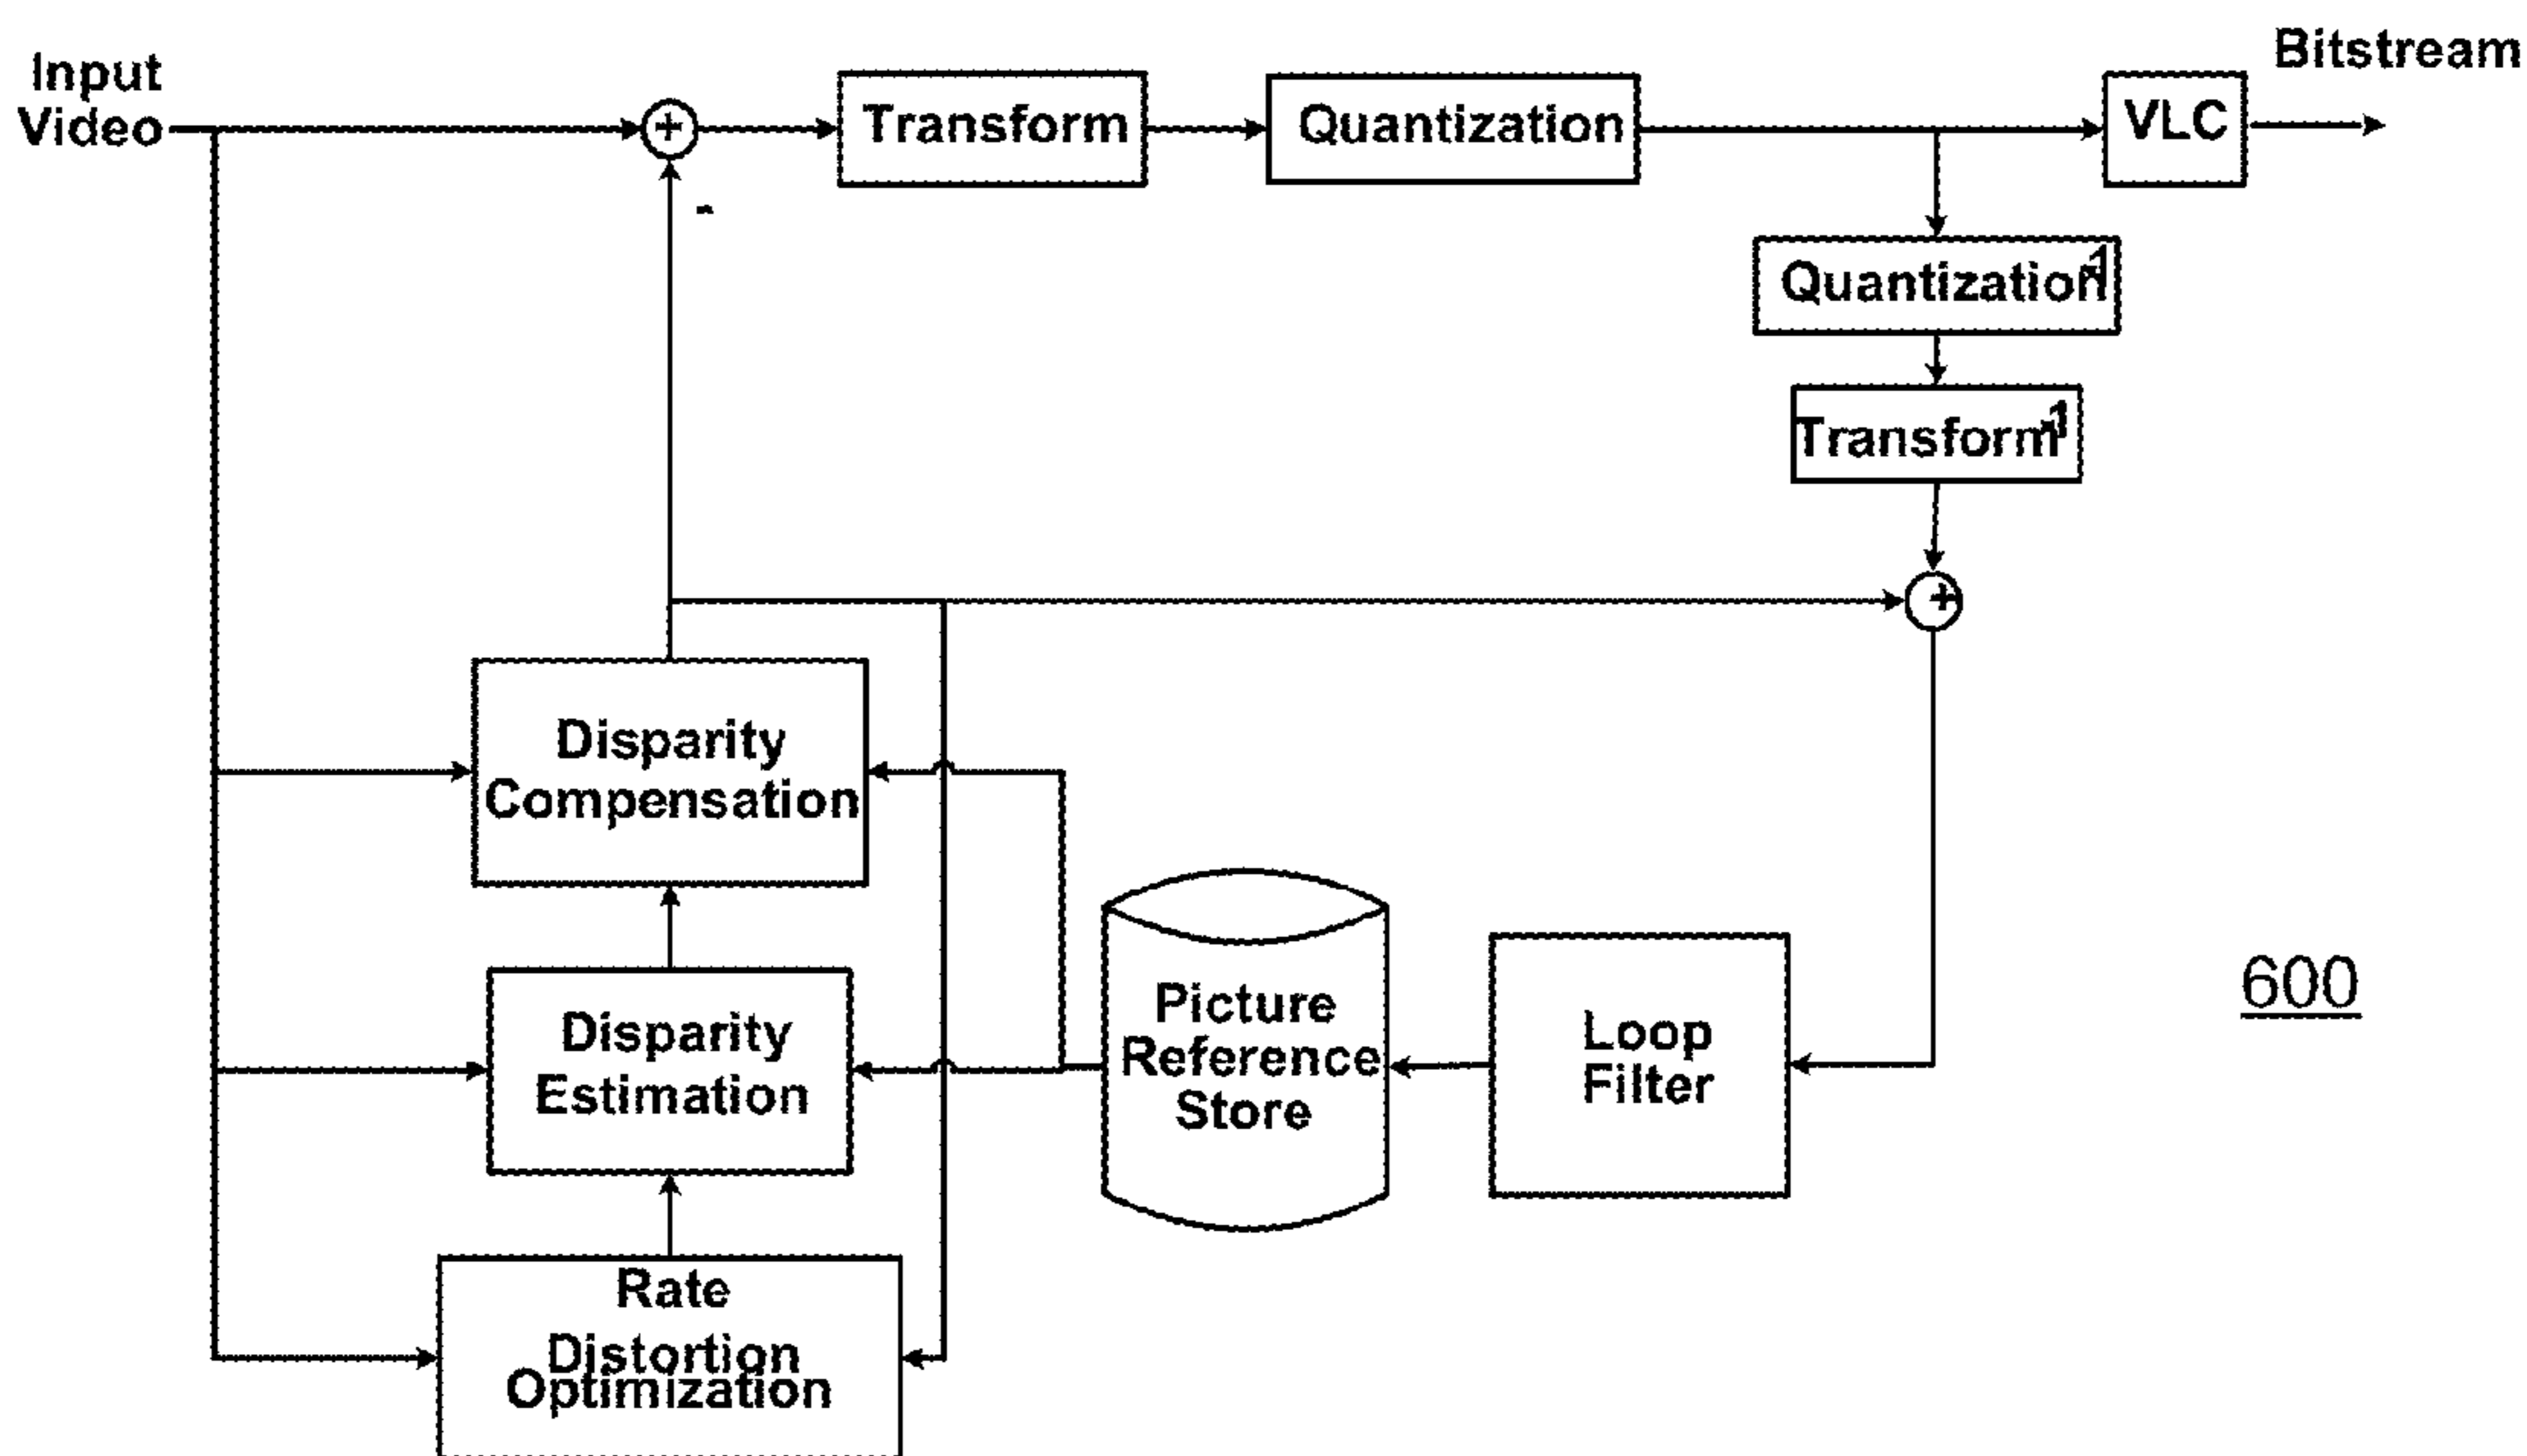 Input
Video
+
Transform
Quantization
VLC
Bitstream
-
Quantization-1
Transform-1
+
Disparity
Compensation
Disparity
Estimation
Picture
Reference
Store
Loop
Filter
600
Rate
Distortion
Optimization